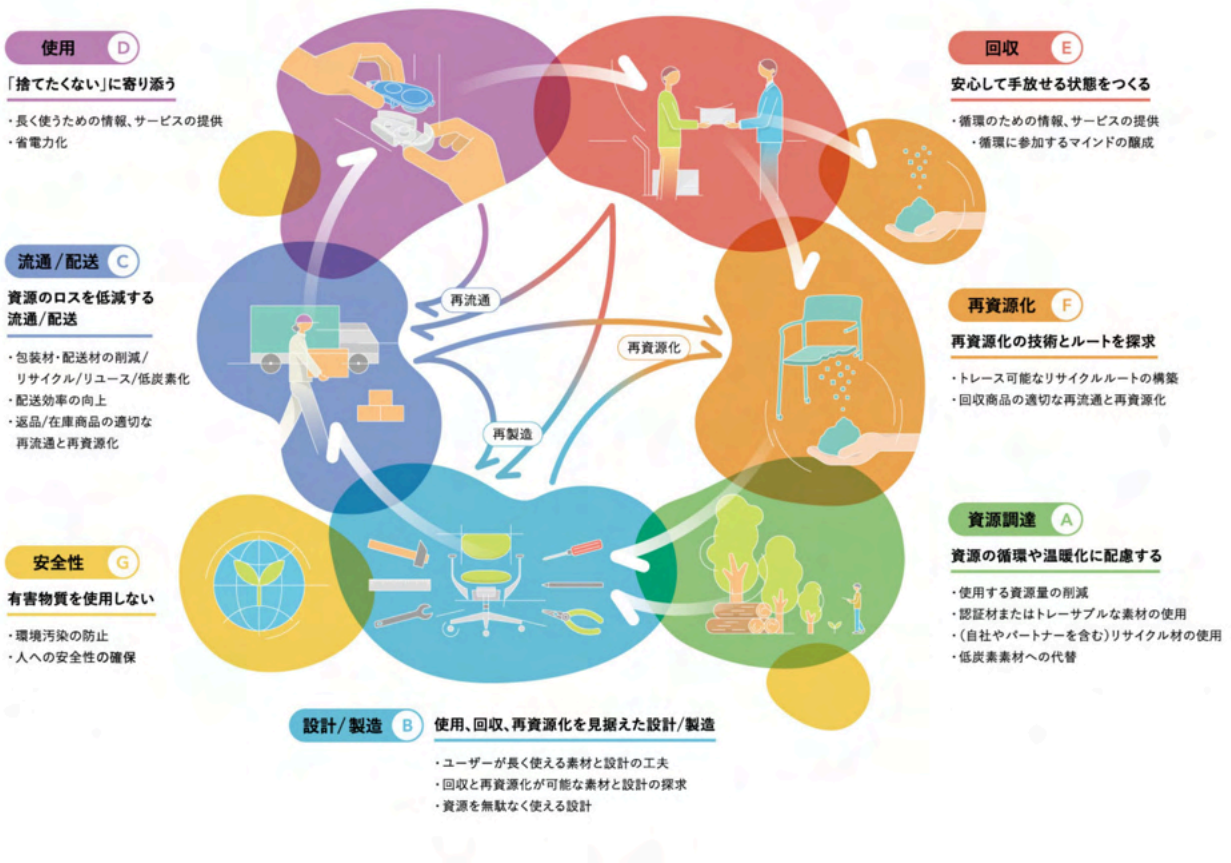 使用 D
「捨てたくない」に寄り添う
・長く使うための情報、サービスの提供
・省電力化
回収 E
安心して手放せる状態をつくる
・循環のための情報、サービスの提供
・循環に参加するマインドの醸成
流通/配送 C
資源のロスを低減する
流通/配送
・包装材・配送材の削減/
リサイクル/リユース/低炭素化
・配送効率の向上
・返品/在庫商品の適切な
再流通と再資源化
再流通
再資源化
再製造
再資源化 F
再資源化の技術とルートを探求
・トレース可能なリサイクルルートの構築
・回収商品の適切な再流通と再資源化
安全性 G
有害物質を使用しない
・環境汚染の防止
・人への安全性の確保
資源調達 A
資源の循環や温暖化に配慮する
・使用する資源量の削減
・認証材またはトレーサブルな素材の使用
・(自社やパートナーを含む)リサイクル材の使用
・低炭素素材への代替
設計/製造 B
使用、回収、再資源化を見据えた設計/製造
・ユーザーが長く使える素材と設計の工夫
・回収と再資源化が可能な素材と設計の探求
・資源を無駄なく使える設計